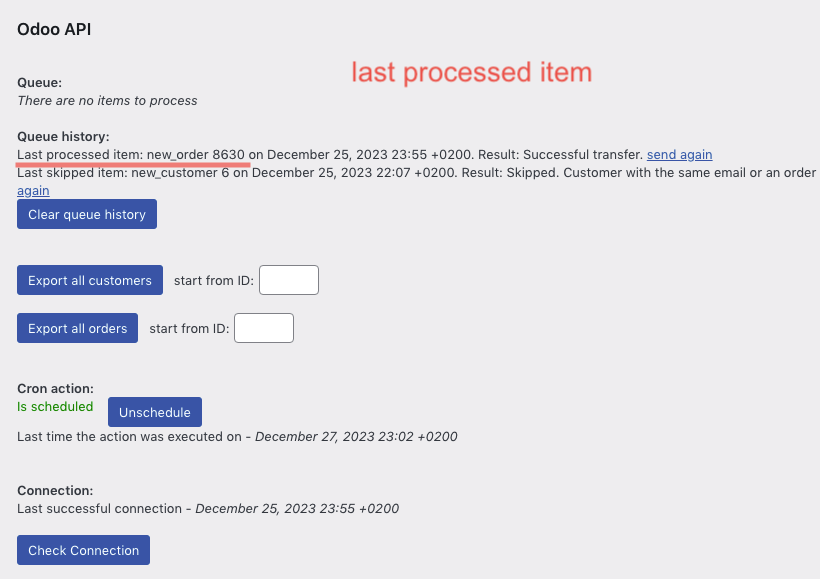 Odoo API
last processed item
Queue:
There are no items to process
Queue history:
Last processed item: new_order 8630 on December 25, 2023 23:55 +0200. Result: Successful transfer. send again
Last skipped item: new_customer 6 on December 25, 2023 22:07 +0200. Result: Skipped. Customer with the same email or an order
again
Clear queue history
Export all customers start from ID:
Export all orders start from ID:
Cron action:
Is scheduled Unschedule
Last time the action was executed on - December 27, 2023 23:02 +0200
Connection:
Last successful connection - December 25, 2023 23:55 +0200
Check Connection